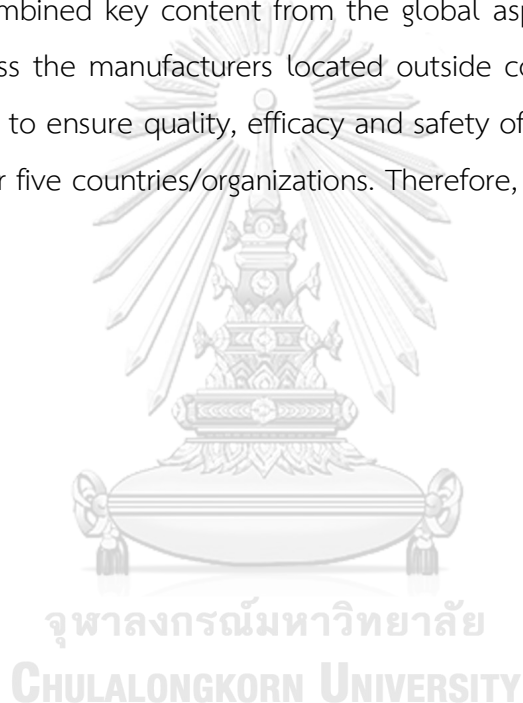 mbined key content from the global asp
ss the manufacturers located outside co
to ensure quality, efficacy and safety of
r five countries/organizations. Therefore,
จุฬาลงกรณ์มหาวิทยาลัย
CHULALONGKORN UNIVERSITY